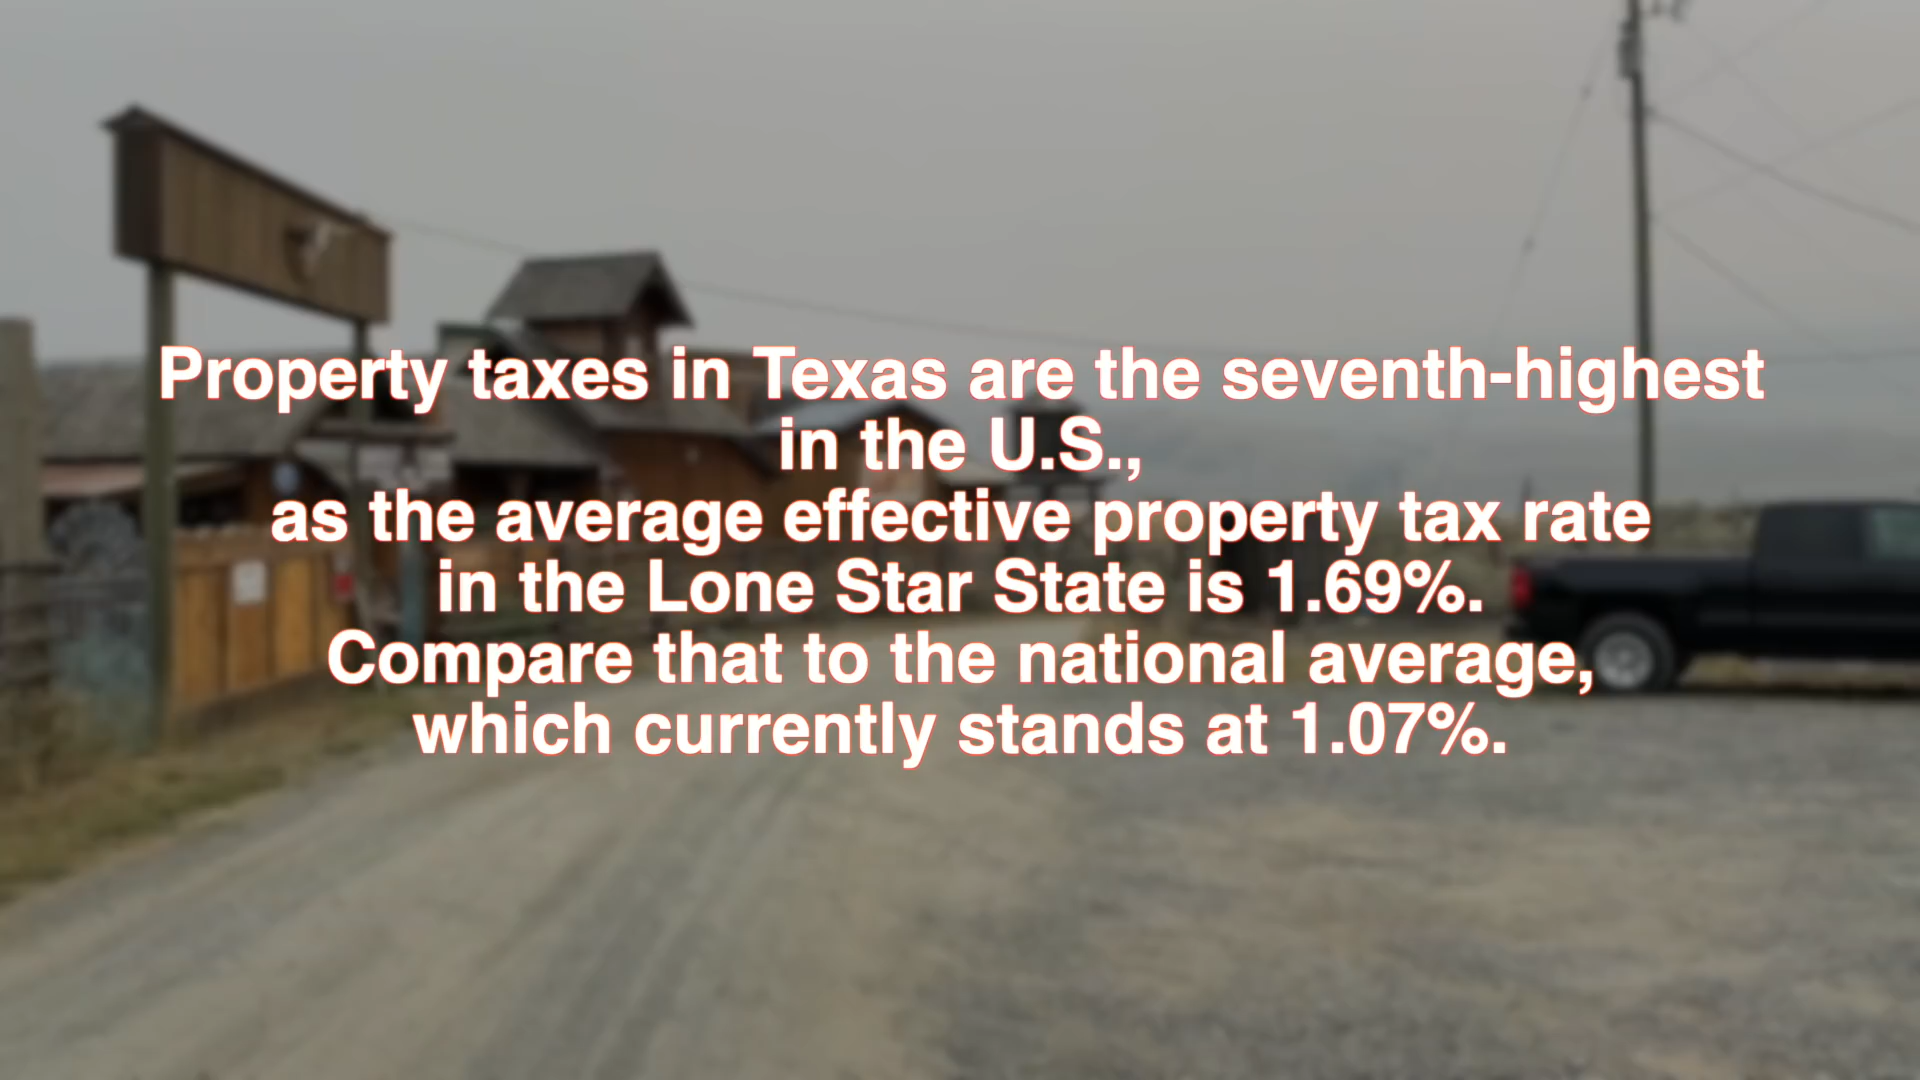 Property taxes in Texas are the seventh-highest
in the U.S.,
as the average effective property tax rate
in the Lone Star State is 1.69%.
Compare that to the national average,
which currently stands at 1.07%.